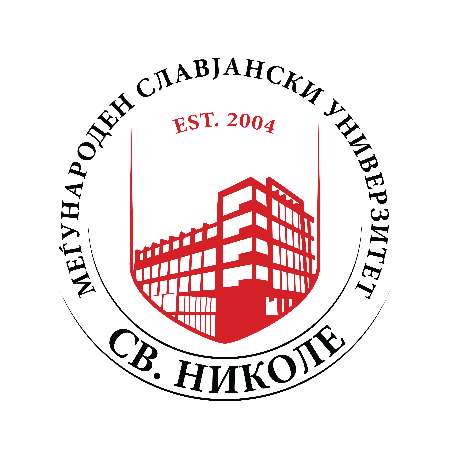 МЕЃУНАРОДЕН СЛАВЈАНСКИ УНИВЕРЗИТЕТ
EST. 2004
СВ. НИКОЛЕ